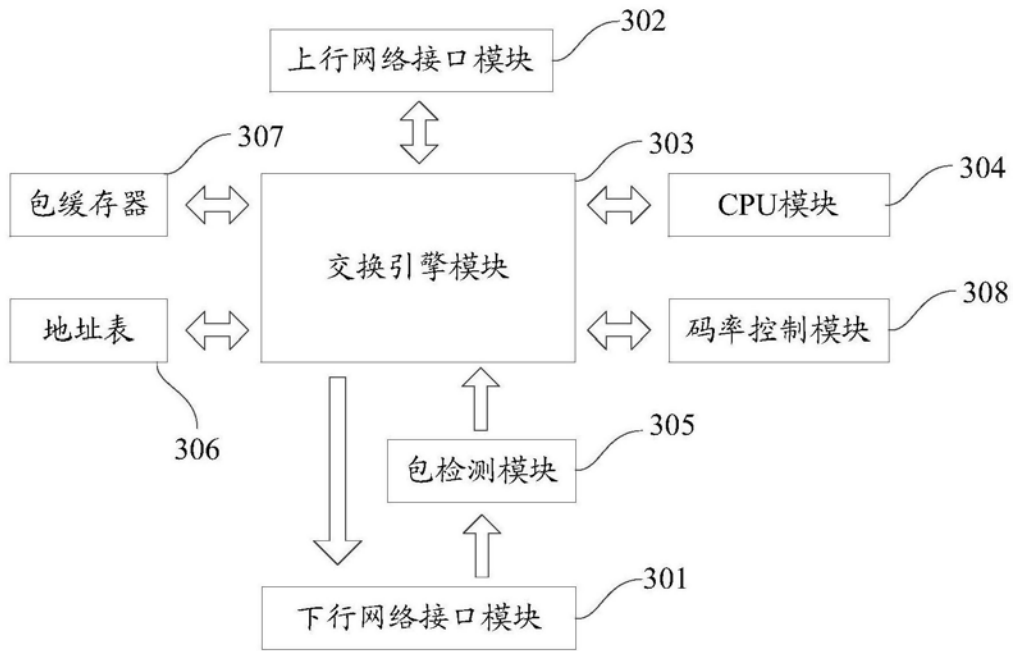 302
上行网络接口模块
307
303
304
包缓存器
CPU模块
交换引擎模块
308
地址表
码率控制模块
306
305
包检测模块
301
下行网络接口模块